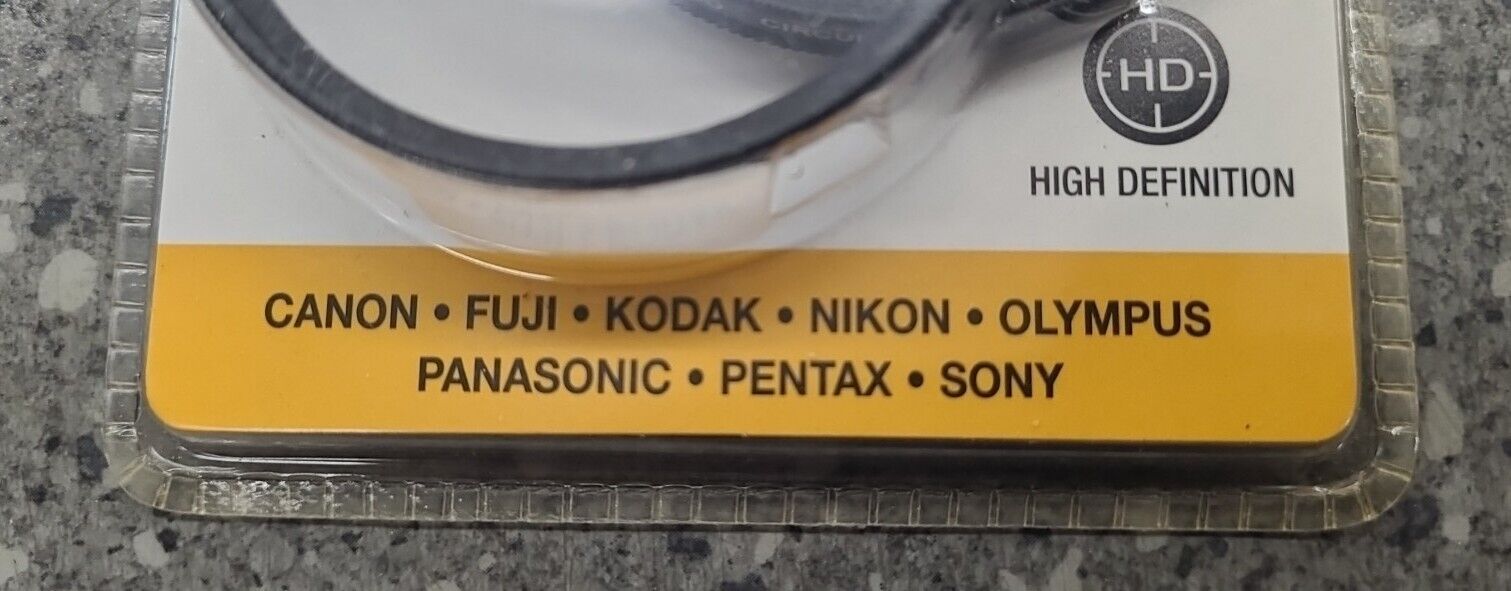 HD
HIGH DEFINITION
CANON • FUJI • KODAK • NIKON • OLYMPUS
PANASONIC • PENTAX • SONY